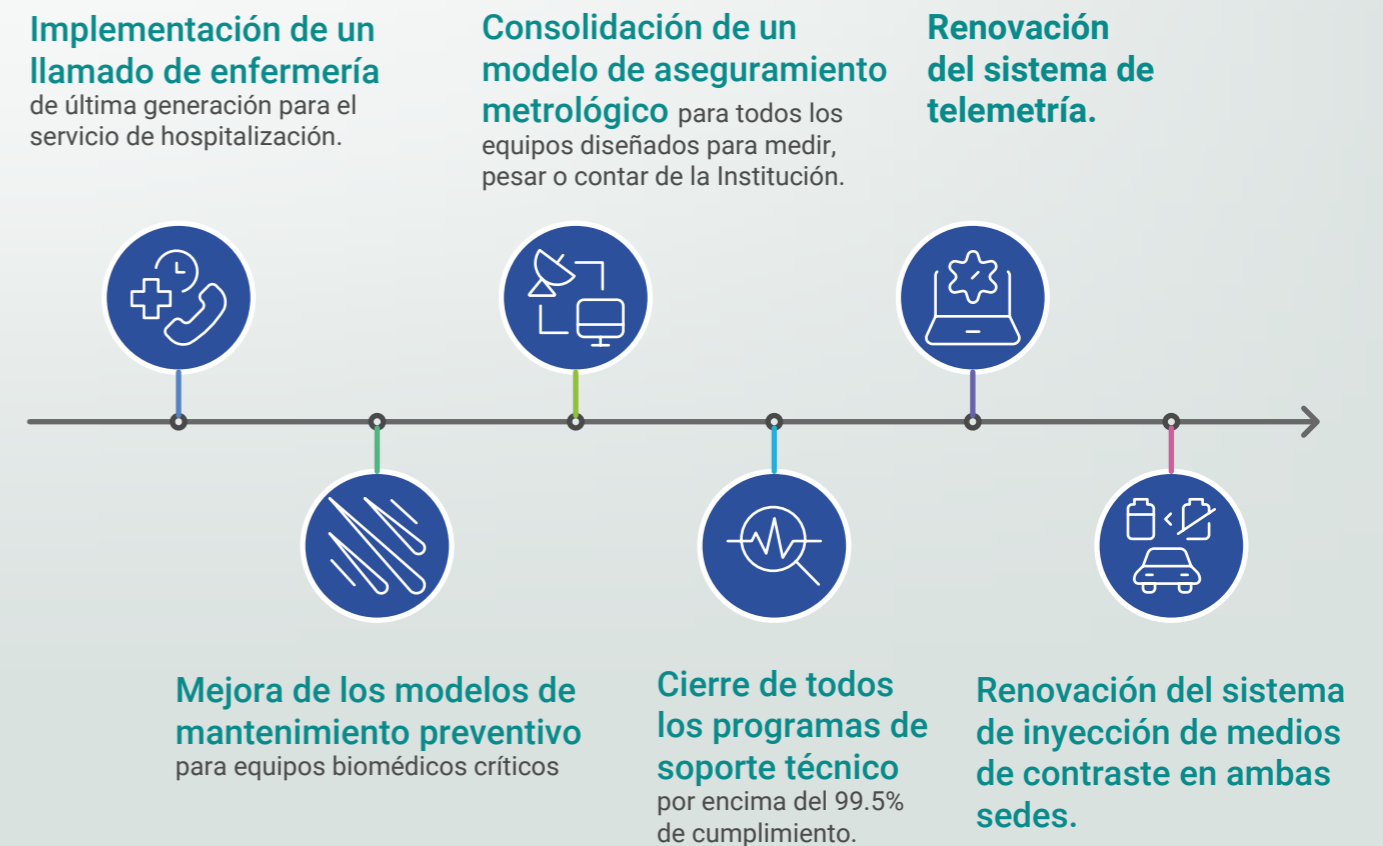 Implementación de un
llamado de enfermería
de última generación para el
servicio de hospitalización.
Consolidación de un
modelo de aseguramiento
metrológico para todos los
equipos diseñados para medir,
pesar o contar de la Institución.
Renovación
del sistema de
telemetría.
Mejora de los modelos de
mantenimiento preventivo
para equipos biomédicos críticos
Cierre de todos
los programas de
soporte técnico
por encima del 99.5%
de cumplimiento.
Renovación del sistema
de inyección de medios
de contraste en ambas
sedes.